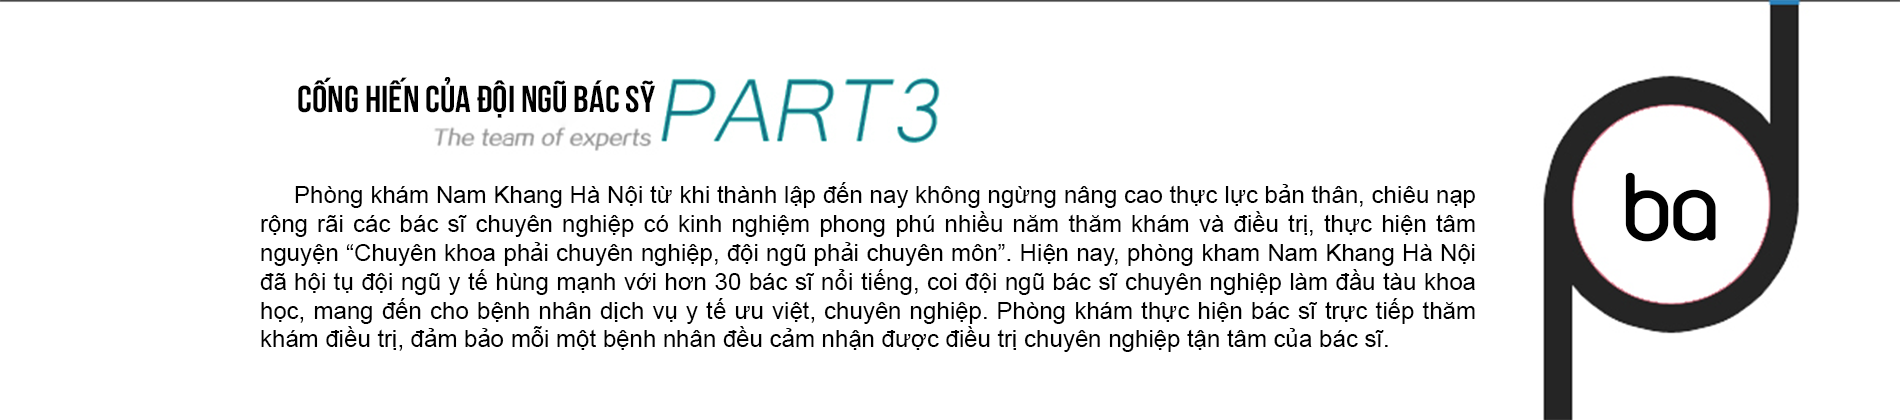 CỐNG HIẾN CỦA ĐỘI NGŨ BÁC SỸ PART 3
The team of experts
Phòng khám Nam Khang Hà Nội từ khi thành lập đến nay không ngừng nâng cao thực lực bản thân, chiêu nạp
rộng rãi các bác sĩ chuyên nghiệp có kinh nghiệm phong phú nhiều năm thăm khám và điều trị, thực hiện tâm
nguyện “Chuyên khoa phải chuyên nghiệp, đội ngũ phải chuyên môn”. Hiện nay, phòng kham Nam Khang Hà Nội
đã hội tụ đội ngũ y tế hùng mạnh với hơn 30 bác sĩ nổi tiếng, coi đội ngũ bác sĩ chuyên nghiệp làm đầu tàu khoa
học, mang đến cho bệnh nhân dịch vụ y tế ưu việt, chuyên nghiệp. Phòng khám thực hiện bác sĩ trực tiếp thăm
khám điều trị, đảm bảo mỗi một bệnh nhân đều cảm nhận được điều trị chuyên nghiệp tận tâm của bác sĩ.
ba